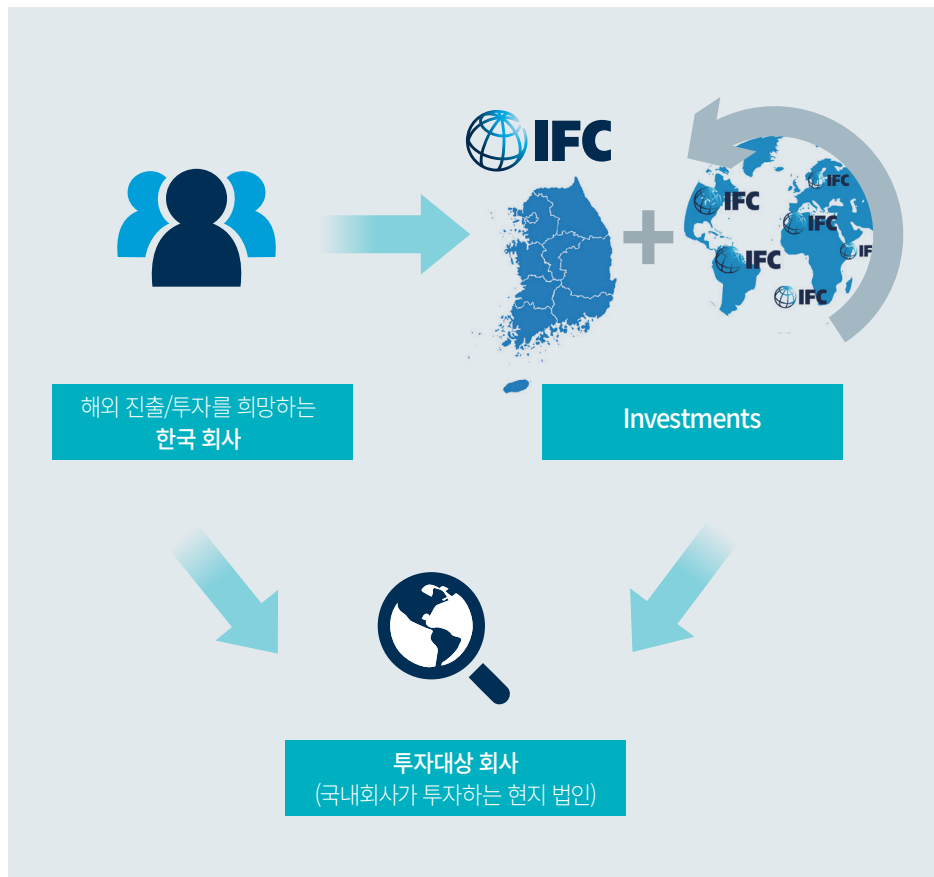 IFC
IFC
IFC
IFC
IFC
IF
IFC
해외 진출/투자를 희망하는
한국 회사
Investments
투자대상 회사
(국내회사가 투자하는 현지 법인)